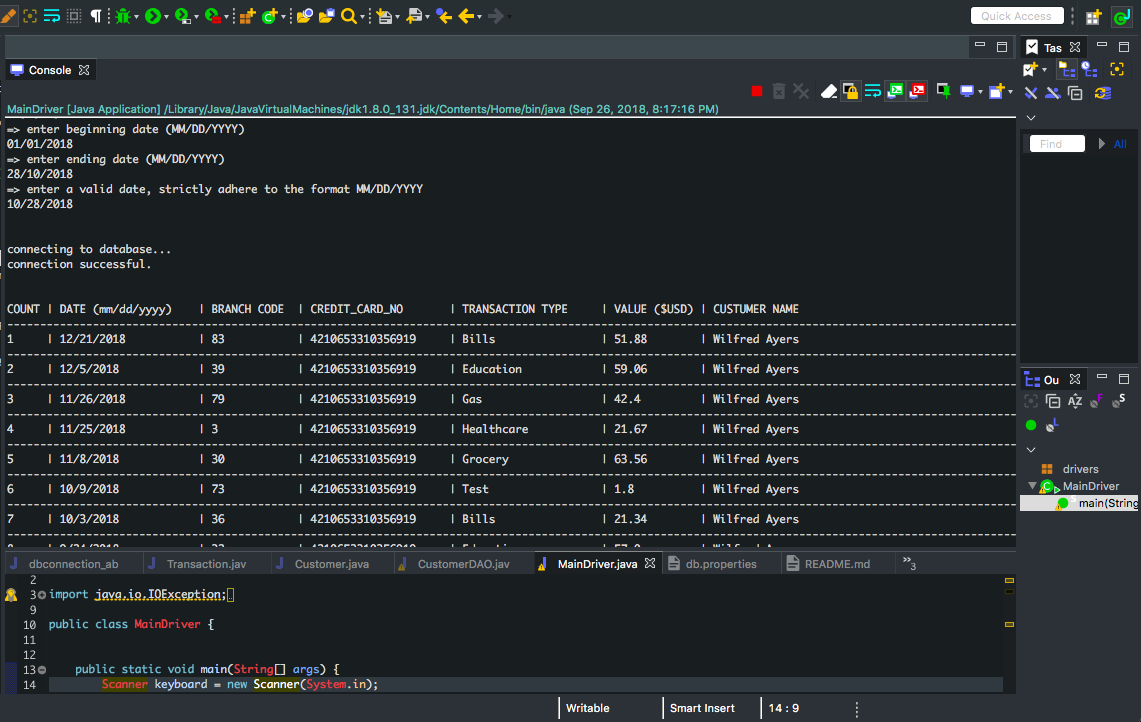 Quick Access
Console
Tas
MainDriver [Java Application] /Library/Java/JavaVirtualMachines/jdk1.8.0_131.jdk/Contents/Home/bin/java (Sep 26, 2018, 8:17:16 PM)
=> enter beginning date (MM/DD/YYYY)
01/01/2018
=> enter ending date (MM/DD/YYYY)
28/10/2018
=> enter a valid date, strictly adhere to the format MM/DD/YYYY
10/28/2018
connecting to database...
connection successful.
COUNT | DATE (mm/dd/yyyy) | BRANCH CODE | CREDIT_CARD_NO | TRANSACTION TYPE | VALUE ($USD) | CUSTUMER NAME
1 | 12/21/2018 | 83 | 4210653310356919 | Bills | 51.88 | Wilfred Ayers
2 | 12/5/2018 | 39 | 4210653310356919 | Education | 59.06 | Wilfred Ayers
3 | 11/26/2018 | 79 | 4210653310356919 | Gas | 42.4 | Wilfred Ayers
4 | 11/25/2018 | 3 | 4210653310356919 | Healthcare | 21.67 | Wilfred Ayers
5 | 11/8/2018 | 30 | 4210653310356919 | Grocery | 63.56 | Wilfred Ayers
6 | 10/9/2018 | 73 | 4210653310356919 | Test | 1.8 | Wilfred Ayers
7 | 10/3/2018 | 36 | 4210653310356919 | Bills | 21.34 | Wilfred Ayers
Find
All
Ou
drivers
MainDriver
main(String
dbconnection_ab
Transaction.jav
Customer.java
CustomerDAO.jav
MainDriver.java
db.properties
README.md
»3
2
3 import java.io.IOException;
9
10 public class MainDriver {
11
12
13 public static void main(String[] args) {
14 Scanner keyboard = new Scanner(System.in);
Writable
Smart Insert
14 : 9